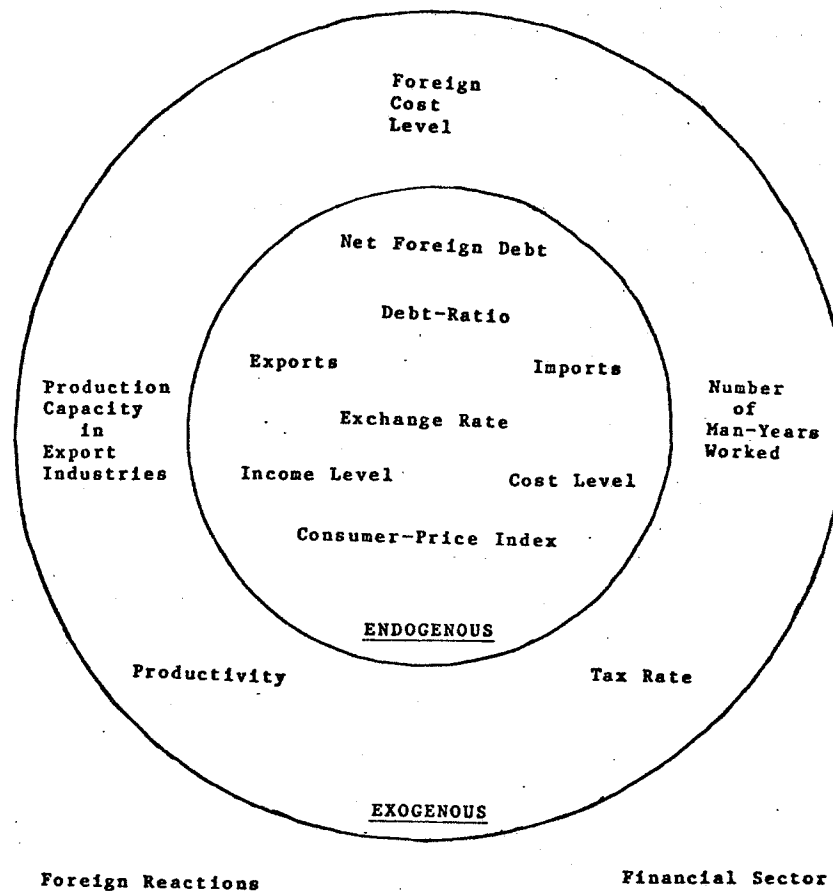 Foreign
Cost
Level
Net Foreign Debt
Debt-Ratio
Exports
Imports
Production
Capacity
in
Export
Industries
Exchange Rate
Number
of
Man-Years
Worked
Income Level
Cost Level
Consumer-Price Index
ENDOGENOUS
Productivity
Tax Rate
EXOGENOUS
Foreign Reactions
Financial Sector